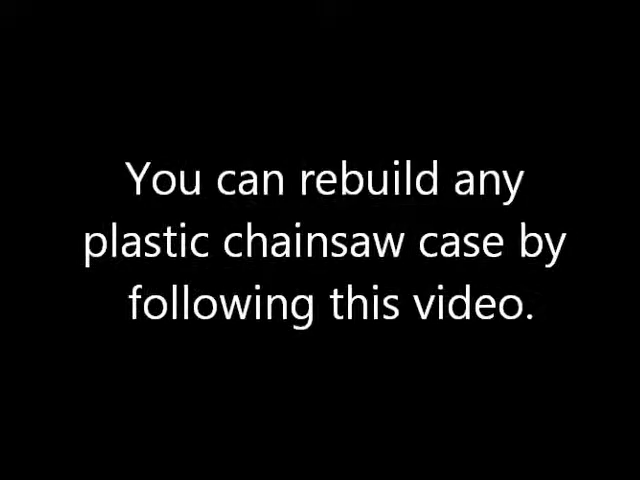 You can rebuild any
plastic chainsaw case by
following this video.